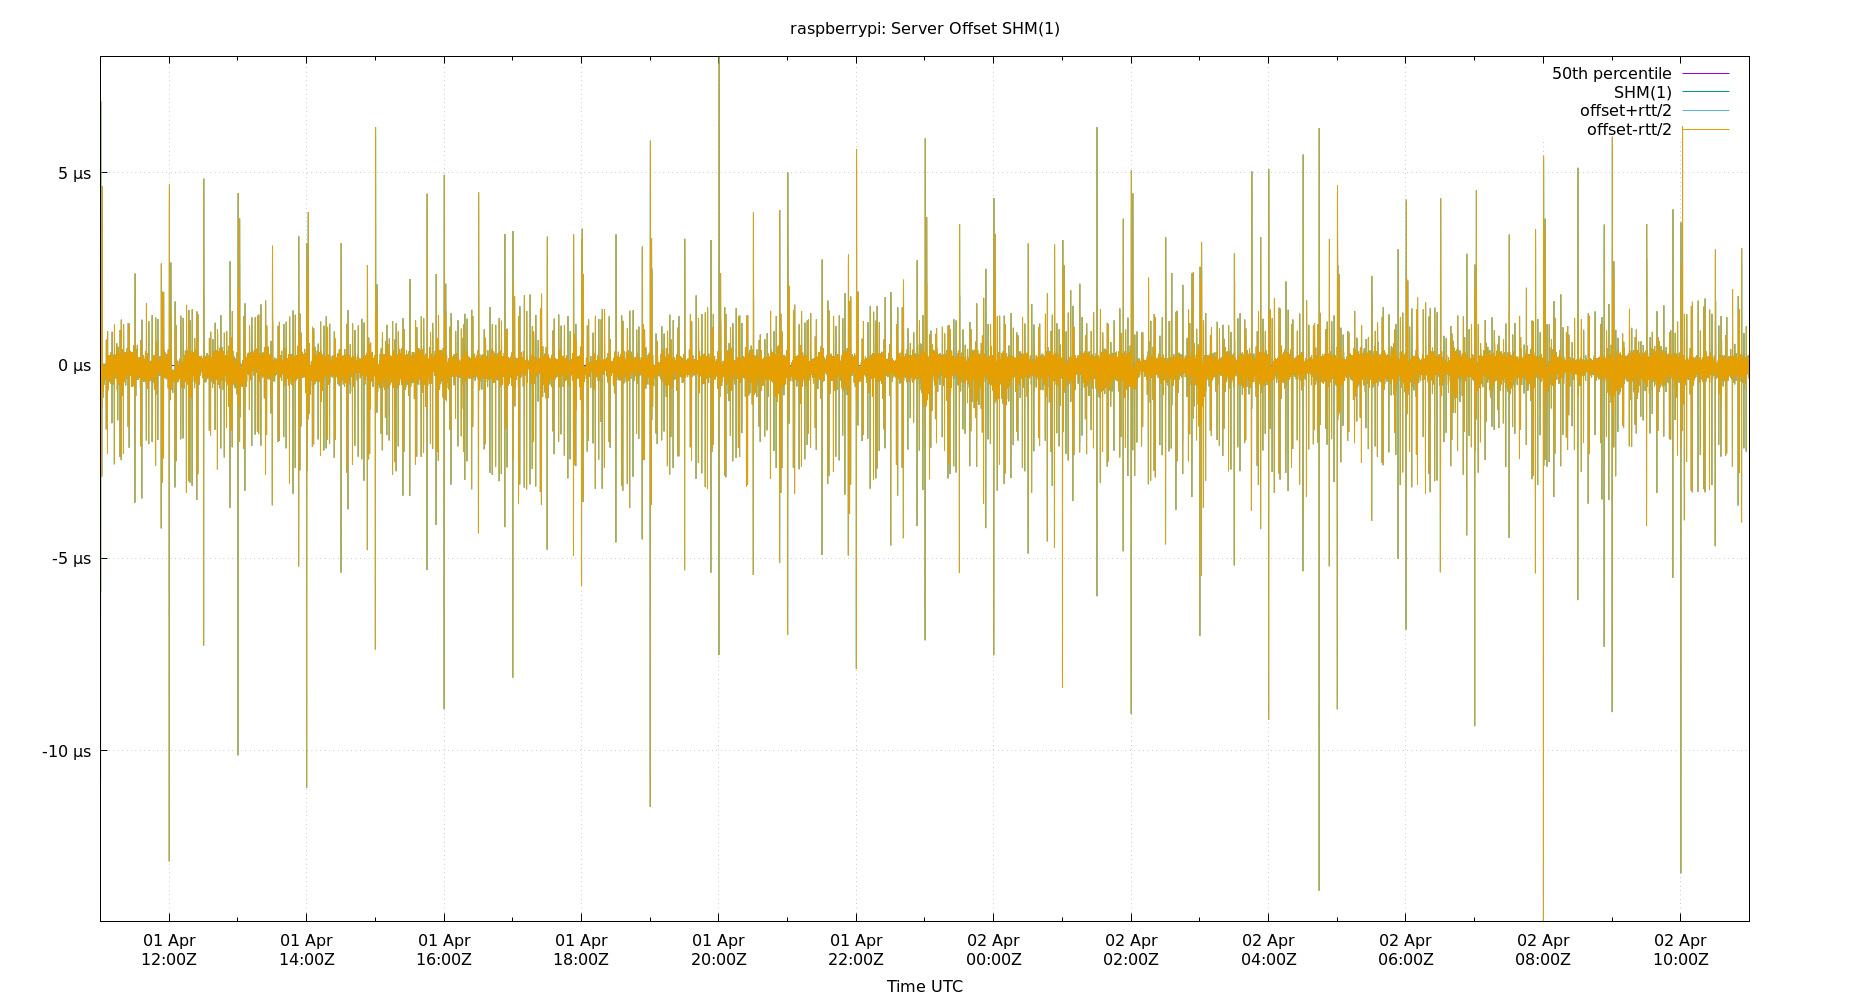 raspberrypi: Server Offset SHM(1)
50th percentile
SHM(1)
offset+rtt/2
offset-rtt/2
5 µs
0 µs
-5 µs
-10 µs
01 Apr 01 Apr 01 Apr 01 Apr 01 Apr 01 Apr 02 Apr 02 Apr 02 Apr 02 Apr 02 Apr 02 Apr
12:00Z 14:00Z 16:00Z 18:00Z 20:00Z 22:00Z 00:00Z 02:00Z 04:00Z 06:00Z 08:00Z 10:00Z
Time UTC